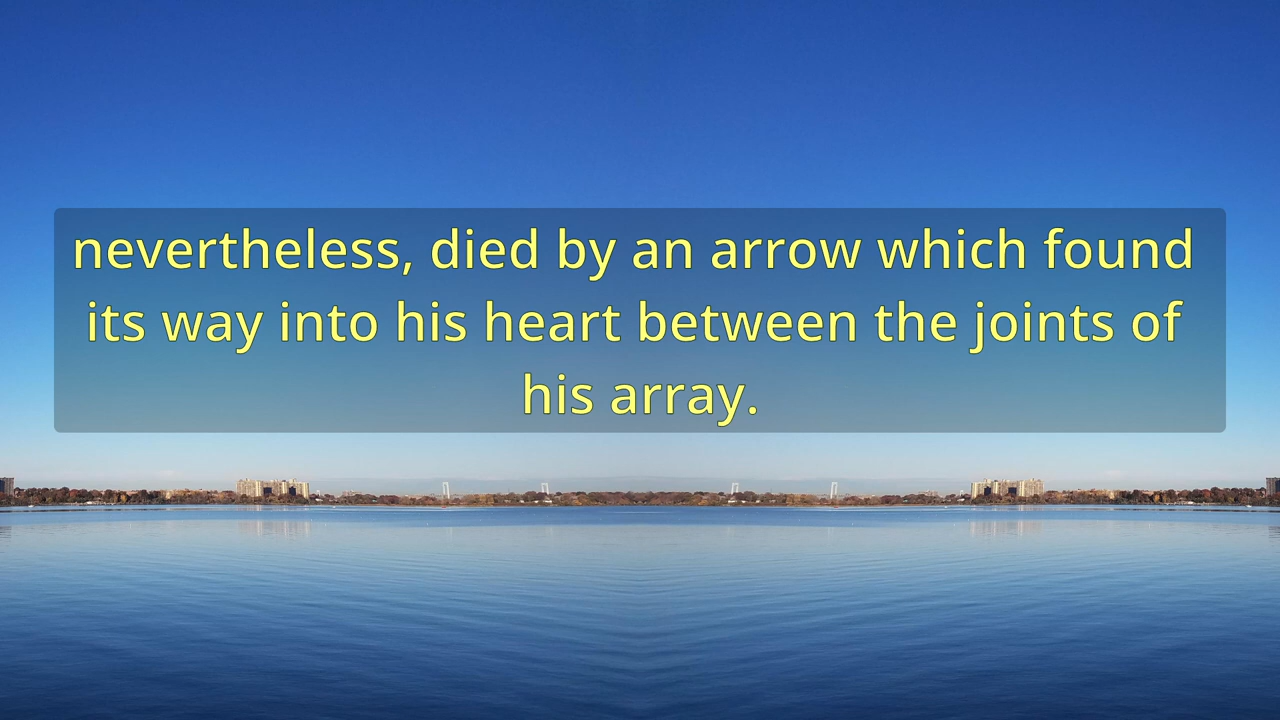 nevertheless, died by an arrow which found
its way into his heart between the joints of
his array.